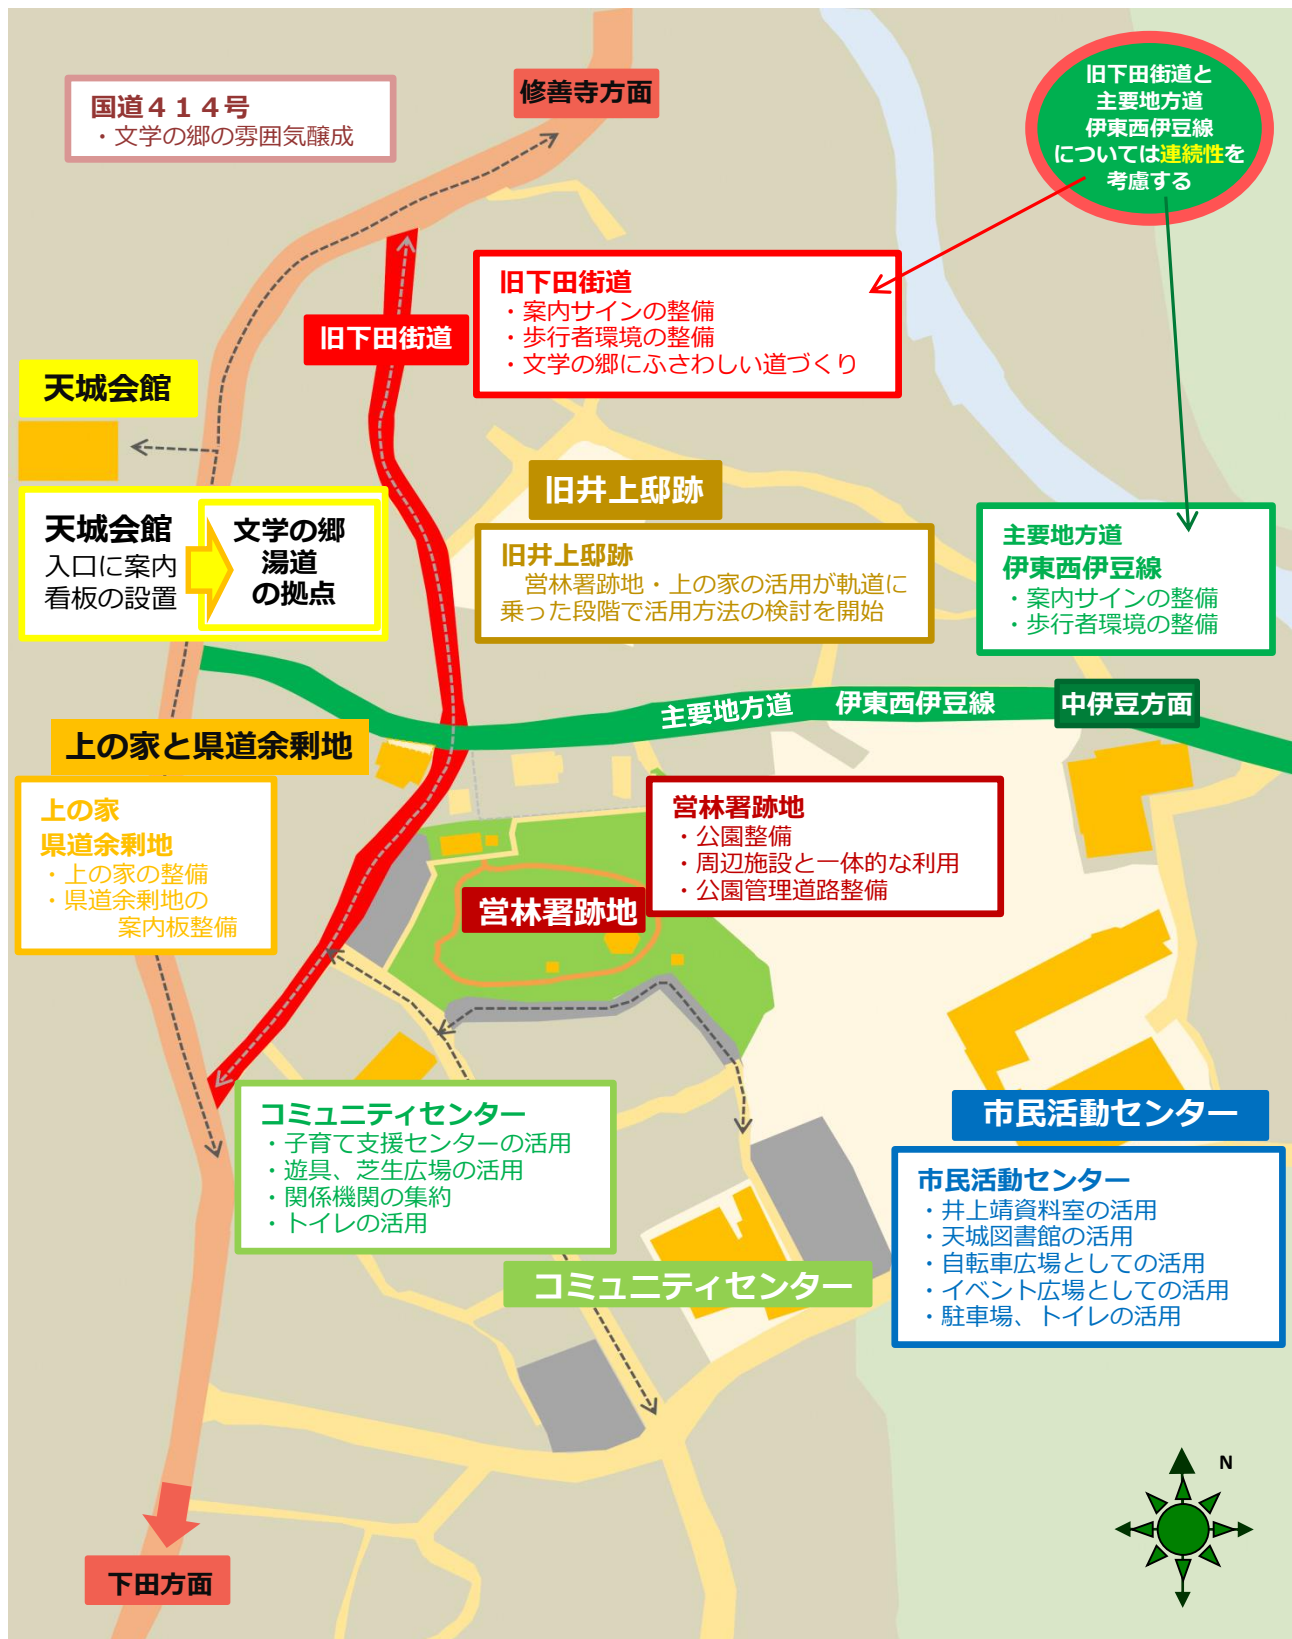 修善寺方面
国道４１４号
・文学の郷の雰囲気醸成
旧下田街道と
主要地方道
伊東西伊豆線
については連続性を
考慮する
旧下田街道
旧下田街道
・案内サインの整備
・歩行者環境の整備
・文学の郷にふさわしい道づくり
天城会館
天城会館
入口に案内
看板の設置
文学の郷
湯道
の拠点
旧井上邸跡
旧井上邸跡
営林署跡地・上の家の活用が軌道に
乗った段階で活用方法の検討を開始
主要地方道
伊東西伊豆線
・案内サインの整備
・歩行者環境の整備
主要地方道　伊東西伊豆線
中伊豆方面
上の家と県道余剰地
上の家
県道余剰地
・上の家の整備
・県道余剰地の
案内板整備
営林署跡地
・公園整備
・周辺施設と一体的な利用
・公園管理道路整備
営林署跡地
コミュニティセンター
・子育て支援センターの活用
・遊具、芝生広場の活用
・関係機関の集約
・トイレの活用
コミュニティセンター
市民活動センター
市民活動センター
・井上靖資料室の活用
・天城図書館の活用
・自転車広場としての活用
・イベント広場としての活用
・駐車場、トイレの活用
N
下田方面